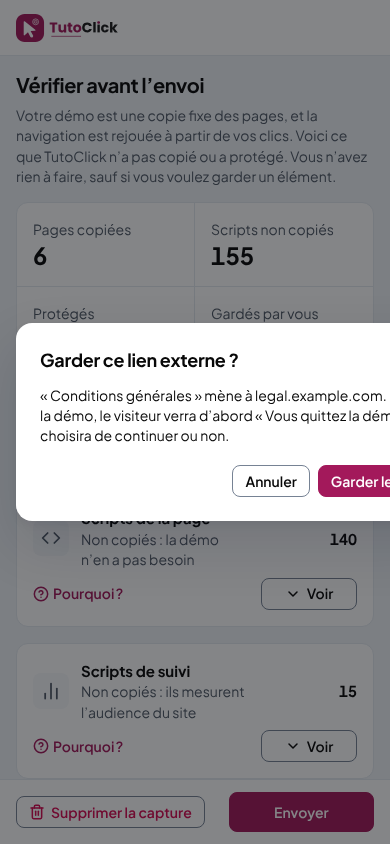 TutoClick
Vérifier avant l’envoi
Votre démo est une copie fixe des pages, et la
navigation est rejouée à partir de vos clics. Voici ce
que TutoClick n’a pas copié ou a protégé. Vous n’avez
rien à faire, sauf si vous voulez garder un élément.
Pages copiées
6
Scripts non copiés
155
Protégés
Gardés par vous
Garder ce lien externe ?
« Conditions générales » mène à legal.example.com.
la démo, le visiteur verra d’abord « Vous quittez la dém
choisira de continuer ou non.
Annuler
Garder le
Scripts de la page
Non copiés : la démo
n’en a pas besoin
140
Pourquoi ?
Voir
Scripts de suivi
Non copiés : ils mesurent
l’audience du site
15
Pourquoi ?
Voir
Supprimer la capture
Envoyer